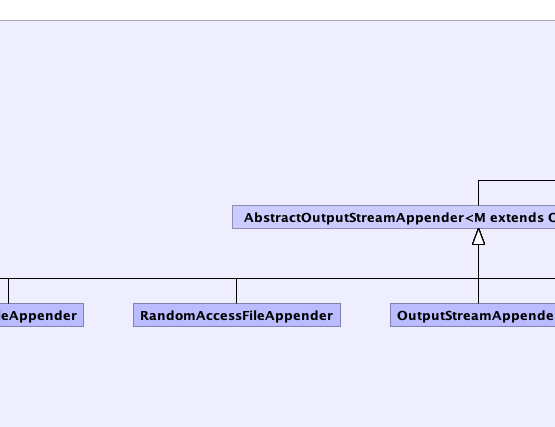 AbstractOutputStreamAppender<M extends
eAppender
RandomAccessFileAppender
OutputStreamAppende